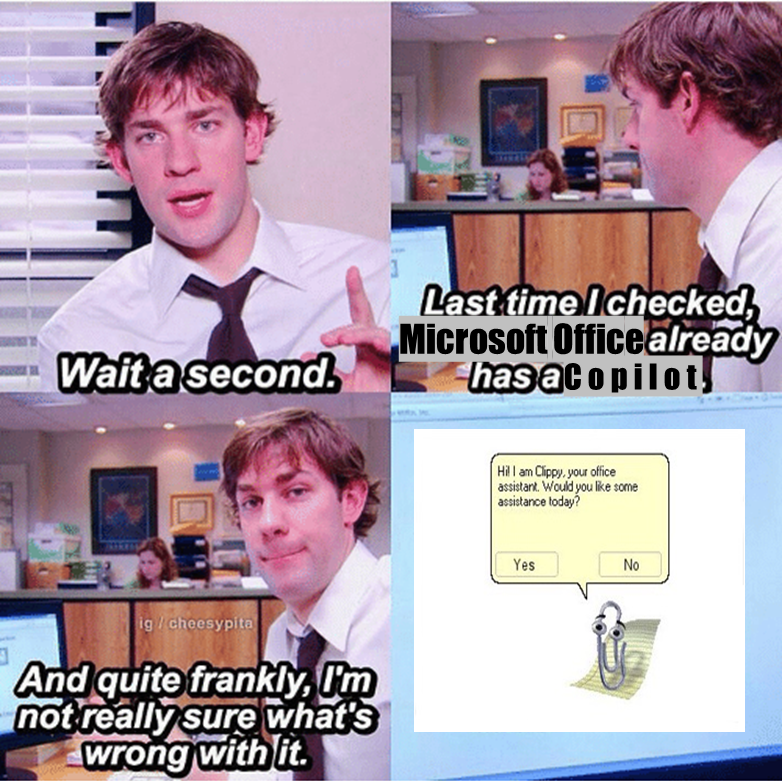 Wait a second.
Last time I checked,
Microsoft Office already
has a Copilot.
ig / cheesypita
And quite frankly, I'm
not really sure what's
wrong with it.
Hi! I am Clippy, your office
assistant. Would you like some
assistance today?
Yes No